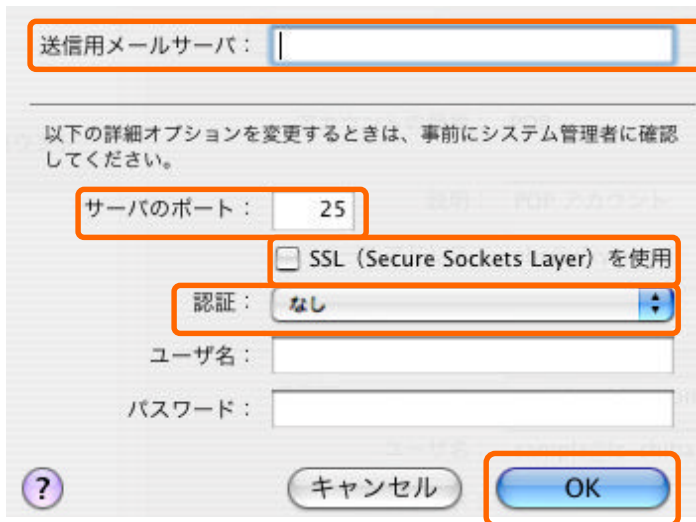 送信用メールサーバ：
以下の詳細オプションを変更するときは、事前にシステム管理者に確認
してください。
サーバのポート： 25
SSL（Secure Sockets Layer）を使用
認証： なし
ユーザ名：
パスワード：
? キャンセル OK